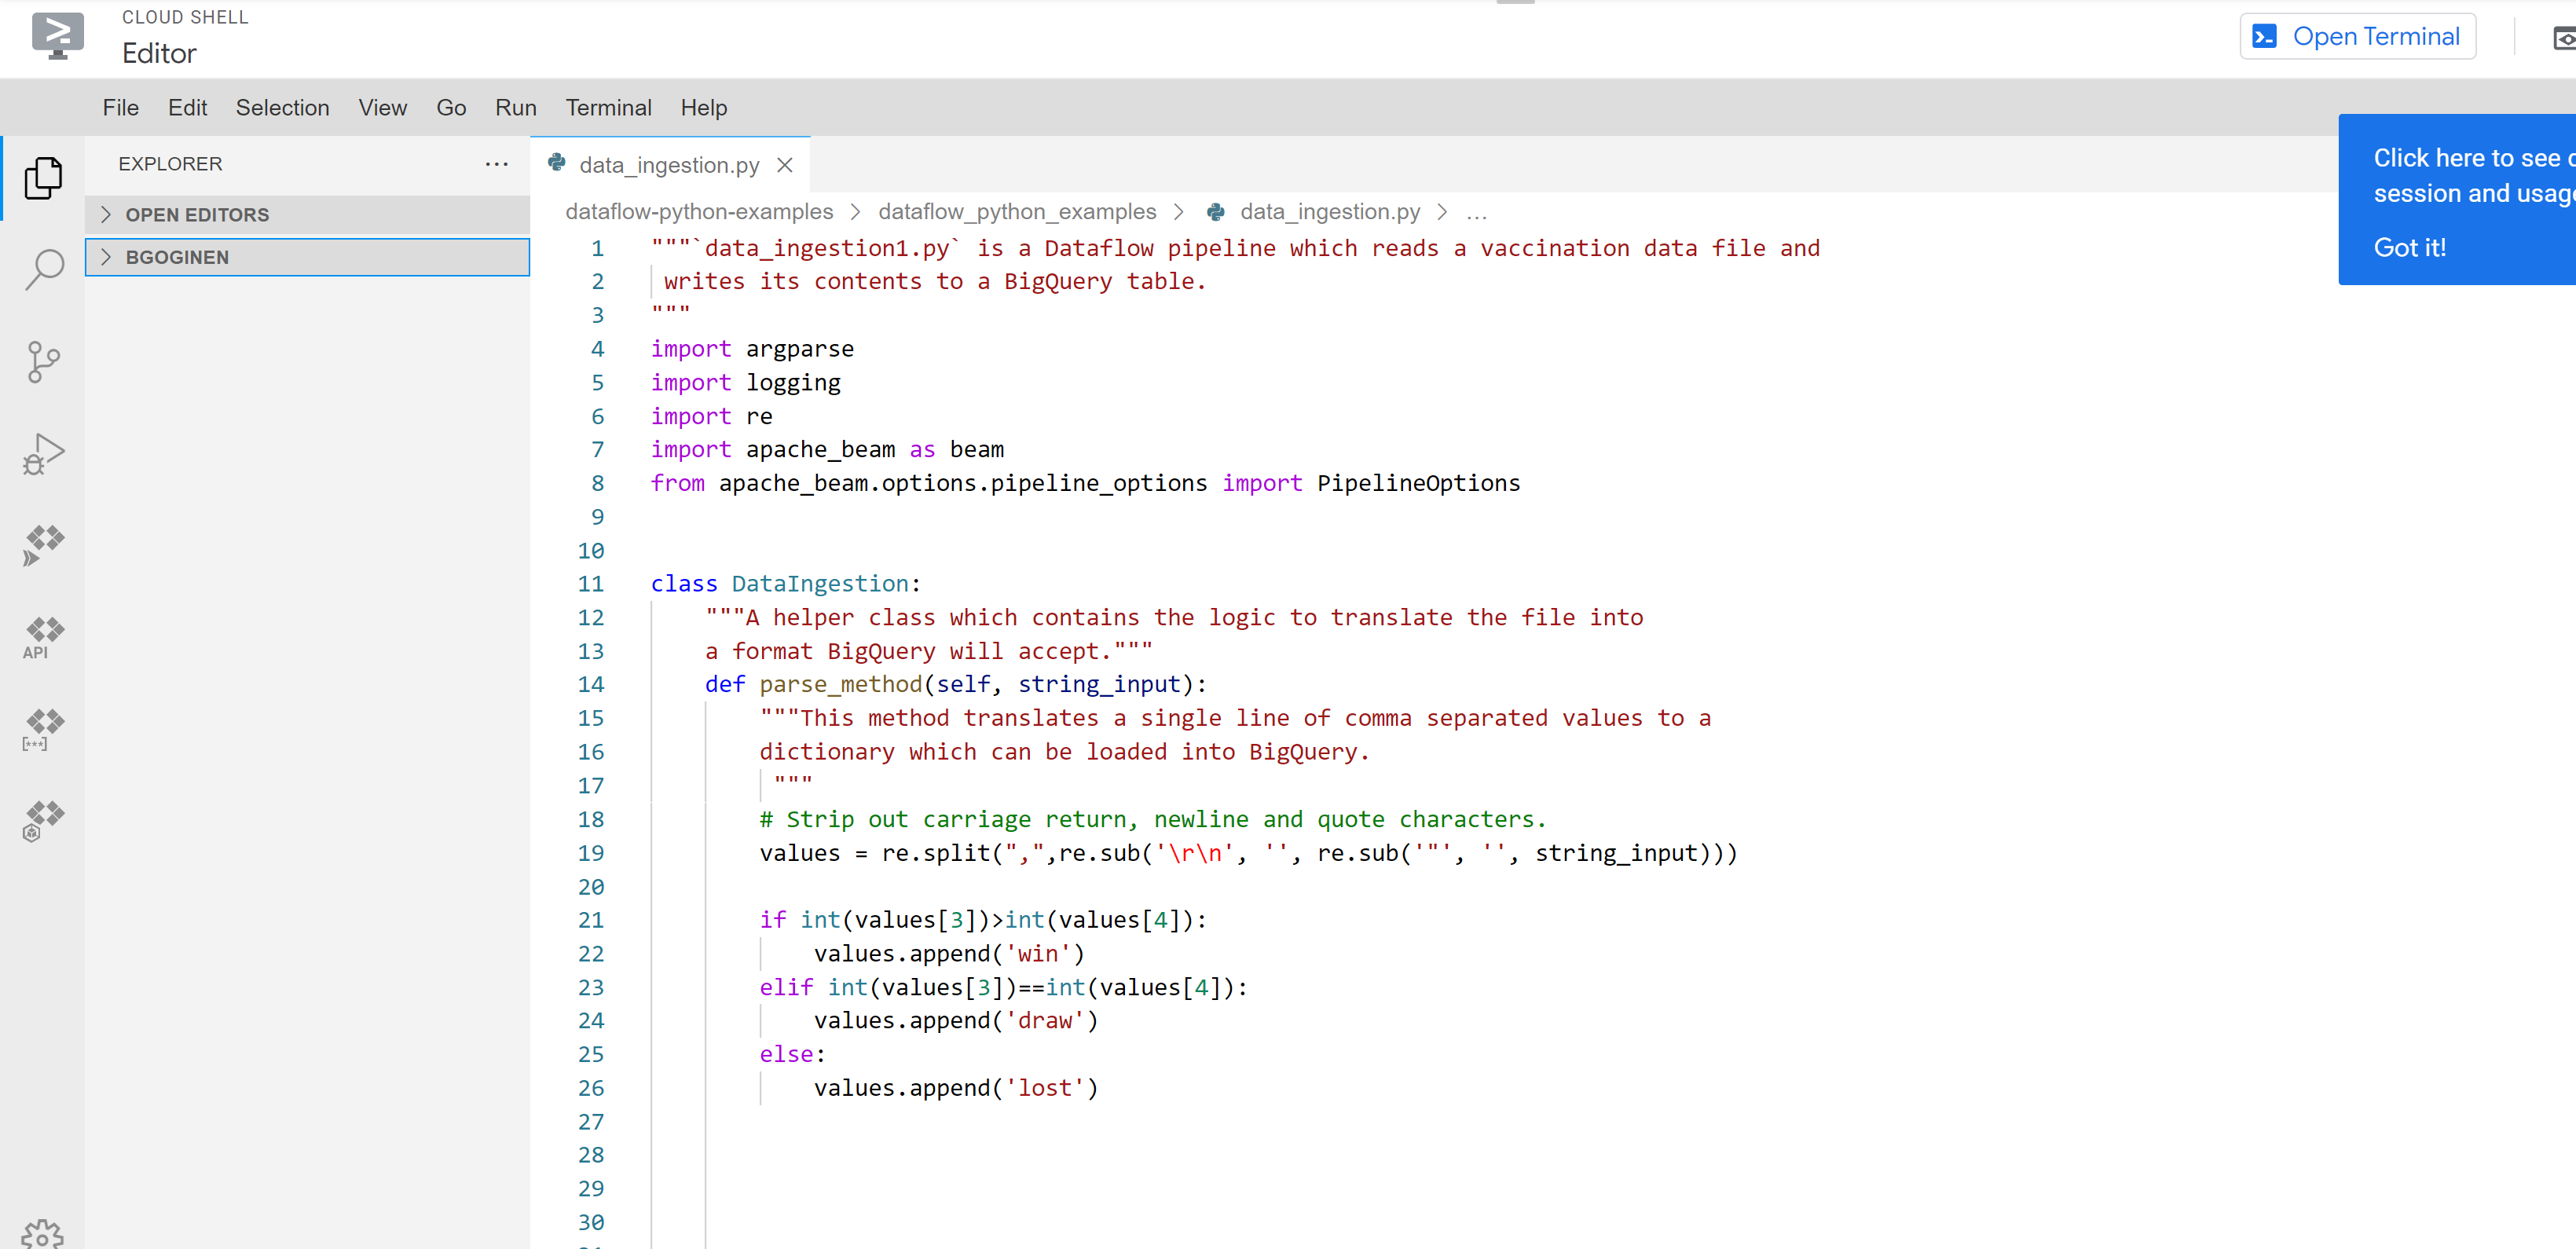 CLOUD SHELL
Editor
Open Terminal
File Edit Selection View Go Run Terminal Help
Click here to see
session and usage
Got it!
EXPLORER
OPEN EDITORS
BGOGINEN
data_ingestion.py
dataflow-python-examples > dataflow_python_examples > data_ingestion.py > ...
1 """`data_ingestion1.py` is a Dataflow pipeline which reads a vaccination data file and
2 writes its contents to a BigQuery table.
3 """
4 import argparse
5 import logging
6 import re
7 import apache_beam as beam
8 from apache_beam.options.pipeline_options import PipelineOptions
9
10
11 class DataIngestion:
12 """A helper class which contains the logic to translate the file into
13 a format BigQuery will accept."""
14 def parse_method(self, string_input):
15 """This method translates a single line of comma separated values to a
16 dictionary which can be loaded into BigQuery.
17 """
18 # Strip out carriage return, newline and quote characters.
19 values = re.split(",",re.sub('\r\n', '', re.sub('"', '', string_input)))
20
21 if int(values[3])>int(values[4]):
22 values.append('win')
23 elif int(values[3])==int(values[4]):
24 values.append('draw')
25 else:
26 values.append('lost')
27
28
29
30
API
[***]